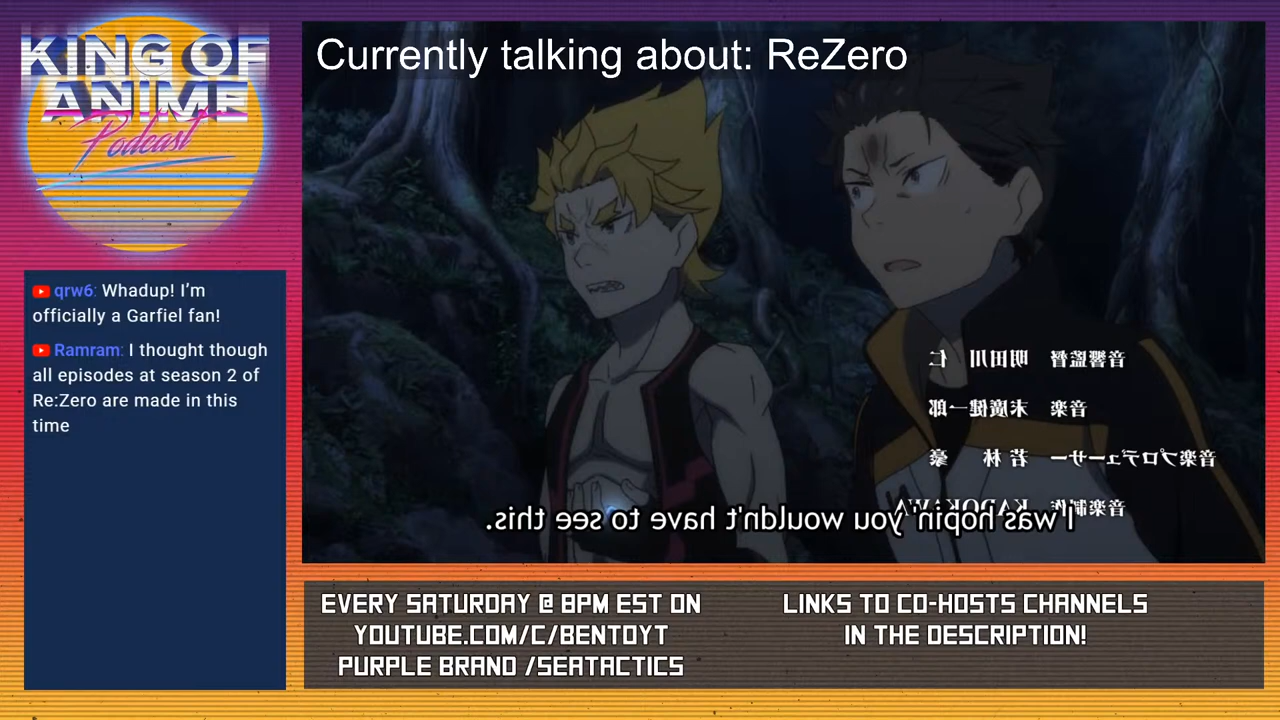 KING OF
ANIME
Podcast
Currently talking about: ReZero
qrw6: Whadup! I’m
officially a Garfiel fan!
Ramram: I thought though
all episodes at season 2 of
Re:Zero are made in this
time
音響監督 明田川 仁
音楽 末廣健一郎
音楽プロデューサー 若林 豪
音楽制作 KADOKAWA
I was hopin' you wouldn't have to see this.
EVERY SATURDAY @ 8PM EST ON
YOUTUBE.COM/C/BENTOYT
PURPLE BRAND /SEATACTICS
LINKS TO CO-HOSTS CHANNELS
IN THE DESCRIPTION!